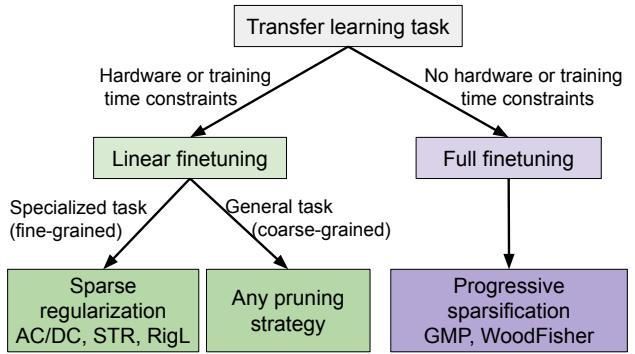 Transfer learning task
Hardware or training
time constraints
No hardware or training
time constraints
Linear finetuning
Full finetuning
Specialized task
(fine-grained)
General task
(coarse-grained)
Sparse
regularization
AC/DC, STR, RigL
Any pruning
strategy
Progressive
sparsification
GMP, WoodFisher